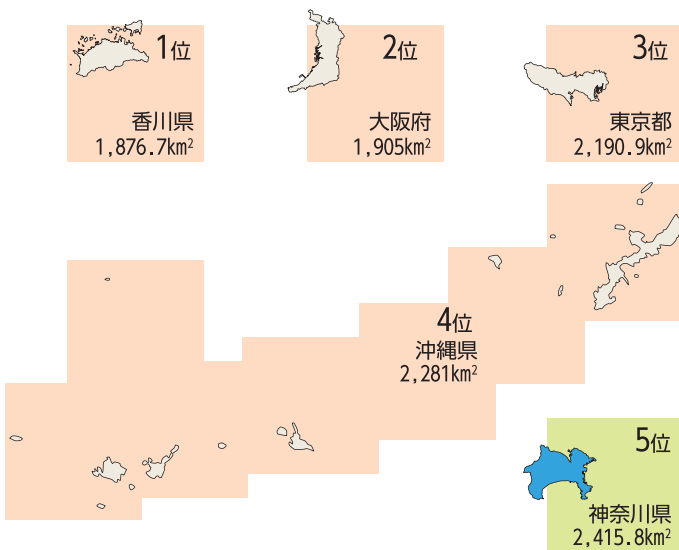 1位
香川県
1,876.7km²
2位
大阪府
1,905km²
3位
東京都
2,190.9km²
4位
沖縄県
2,281km²
5位
神奈川県
2,415.8km²